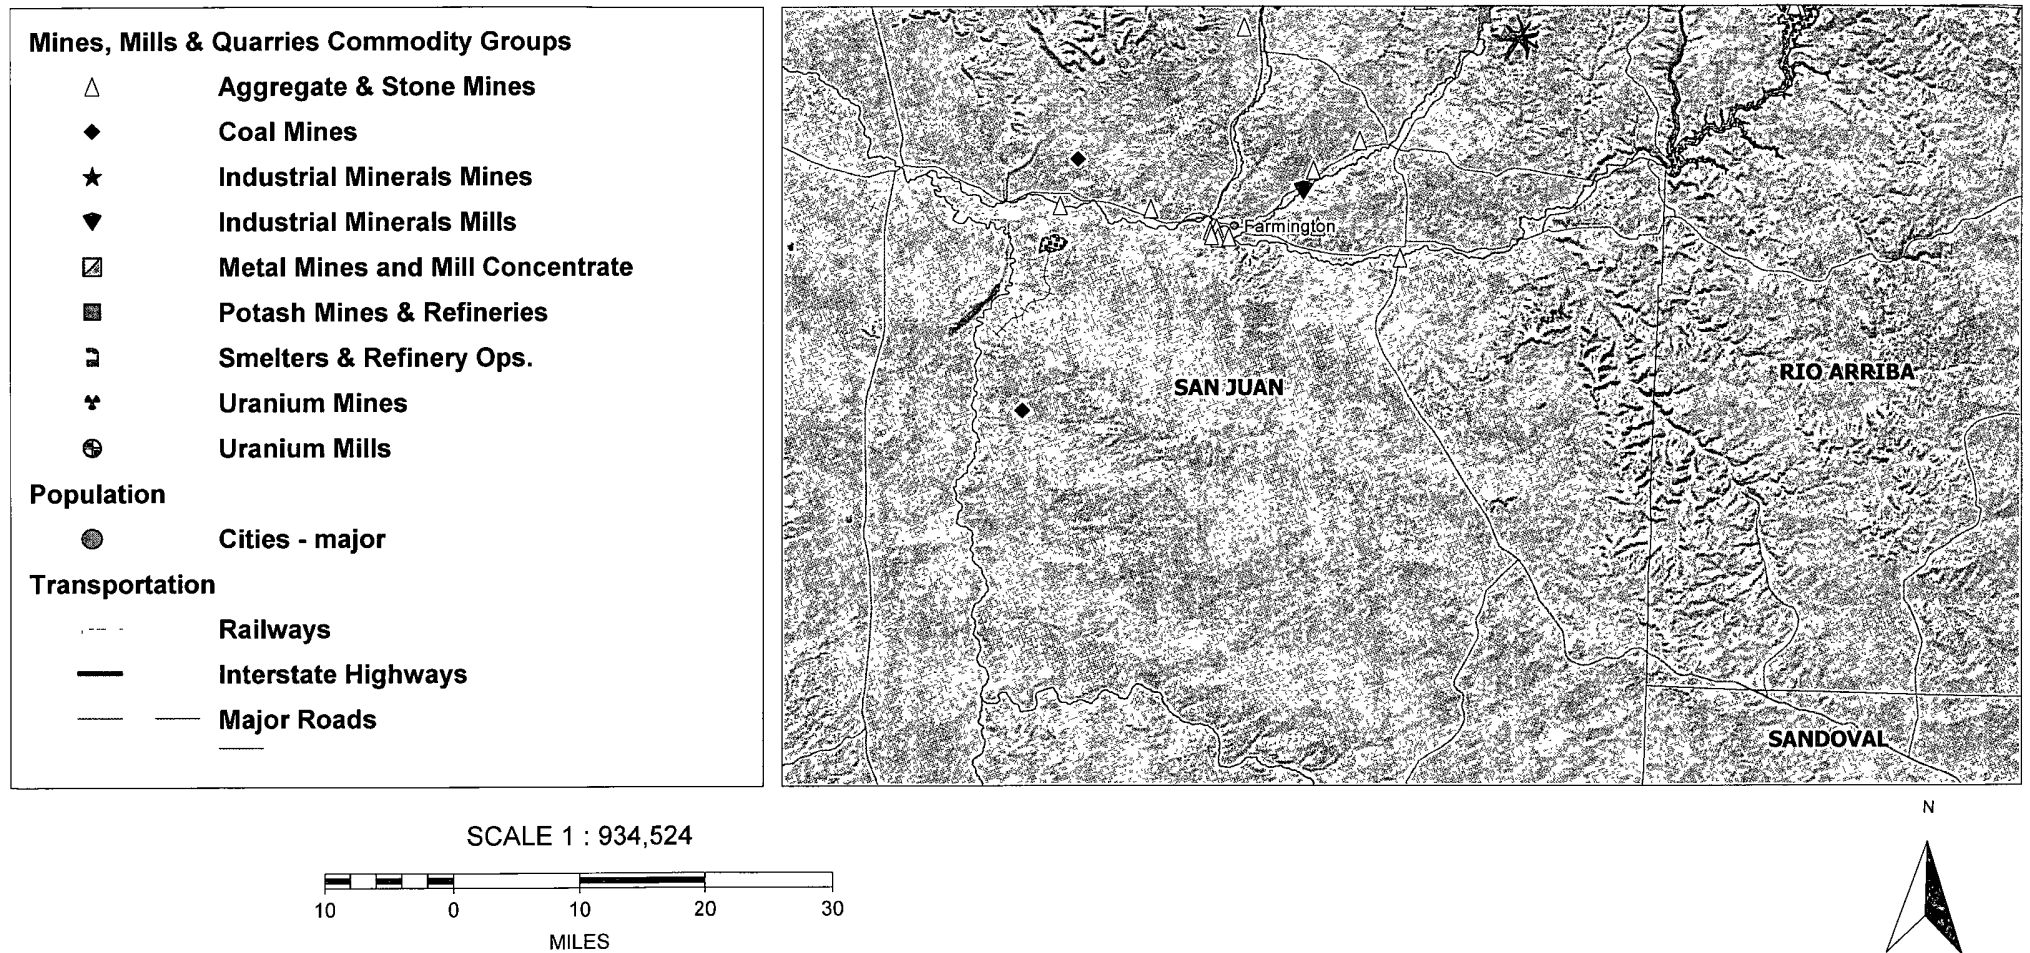 Mines, Mills & Quarries Commodity Groups
Aggregate & Stone Mines
Coal Mines
Industrial Minerals Mines
Industrial Minerals Mills
Metal Mines and Mill Concentrate
Potash Mines & Refineries
Smelters & Refinery Ops.
Uranium Mines
Uranium Mills
Population
Cities - major
Transportation
Railways
Interstate Highways
Major Roads
Farmington
SAN JUAN
RIO ARRIBA
SANDOVAL
SCALE 1 : 934,524
10 0 10 20 30
MILES
N